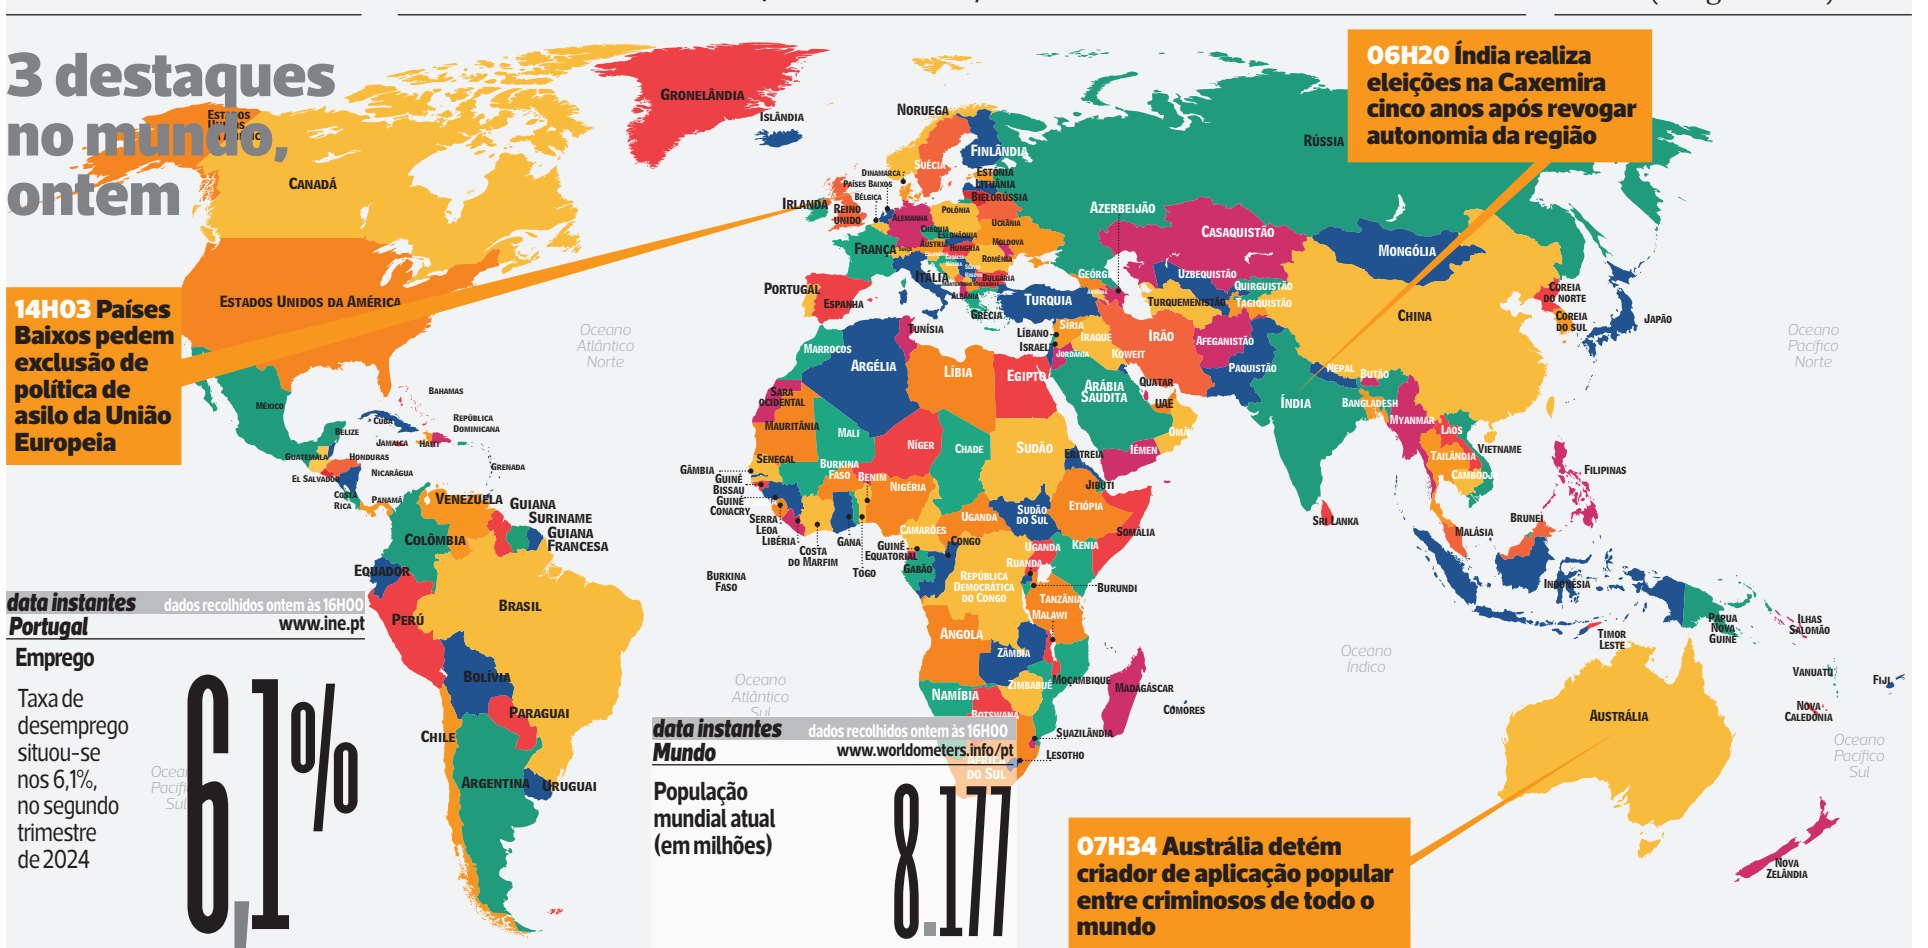 3 destaques
no mundo,
ontem
06H20 Índia realiza
eleições na Caxemira
cinco anos após revogar
autonomia da região
14H03 Países
Baixos pedem
exclusão de
política de
asilo da União
Europeia
07H34 Austrália detém
criador de aplicação popular
entre criminosos de todo o
mundo
data instantes dados recolhidos ontem às 16H00
Portugal www.ine.pt
Emprego
Taxa de
desemprego
situou-se
nos 6,1%,
no segundo
trimestre
de 2024
6,1%
data instantes dados recolhidos ontem às 16H00
Mundo www.worldometers.info/pt
População
mundial atual
(em milhões)
8.177
GRONELÂNDIA
ISLÂNDIA
CANADÁ
ESTADOS UNIDOS DA AMÉRICA
MÉXICO
BAHAMAS
CUBA
REPÚBLICA
DOMINICANA
BELIZE
JAMAICA
HAITI
GUATEMALA
HONDURAS
EL SALVADOR
NICARÁGUA
GRENADA
COSTA
RICA
PANAMÁ
VENEZUELA
GUIANA
SURINAME
GUIANA
FRANCESA
COLÔMBIA
EQUADOR
PERÚ
BRASIL
BOLÍVIA
PARAGUAI
CHILE
ARGENTINA
URUGUAI
Oceano
Atlântico
Norte
Oceano
Atlântico
Sul
Oceano
Índico
Oceano
Pacífico
Norte
Oceano
Pacífico
Sul
NORUEGA
SUÉCIA
FINLÂNDIA
DINAMARCA
PAÍSES BAIXOS
BÉLGICA
ESTÓNIA
LITUÂNIA
BIELORÚSSIA
IRLANDA
REINO
UNIDO
ALEMANHA
POLÓNIA
UCRÂNIA
CHÉQUIA
ESLOVÁQUIA
ÁUSTRIA
HUNGRIA
MOLDOVA
ROMÉNIA
FRANÇA
ITÁLIA
BULGÁRIA
ALBÂNIA
GRÉCIA
PORTUGAL
ESPANHA
TURQUIA
RÚSSIA
AZERBEIJÃO
CASAQUISTÃO
MONGÓLIA
UZBEQUISTÃO
QUIRGUISTÃO
TURQUEMENISTÃO
TAGIQUISTÃO
CHINA
COREIA
DO NORTE
COREIA
DO SUL
JAPÃO
LÍBANO
ISRAEL
SÍRIA
IRAQUE
JORDÂNIA
KOWEIT
IRÃO
AFEGANISTÃO
PAQUISTÃO
ARÁBIA
SAUDITA
QUATAR
UAE
IÉMEN
NEPAL
BUTÃO
ÍNDIA
BANGLADESH
MYANMAR
LAOS
TAILÂNDIA
VIETNAME
SRI LANKA
FILIPINAS
BRUNEI
MALÁSIA
INDONÉSIA
TIMOR
LESTE
PAPUA
NOVA
GUINÉ
ILHAS
SALOMÃO
VANUATU
FIJI
NOVA
CALEDÓNIA
AUSTRÁLIA
NOVA
ZELÂNDIA
MARROCOS
ARGÉLIA
TUNÍSIA
LÍBIA
EGIPTO
SARA
OCIDENTAL
MAURITÂNIA
MALI
NÍGER
CHADE
SUDÃO
ERITREIA
JIBUTI
SENEGAL
GÂMBIA
GUINÉ
BISSAU
GUINÉ
CONACRY
SERRA
LEOA
LIBÉRIA
COSTA
DO MARFIM
GANA
TOGO
BURKINA
FASO
BENIM
NIGÉRIA
CAMARÕES
UGANDA
SUDÃO
DO SUL
ETIÓPIA
SOMÁLIA
GUINÉ
EQUATORIAL
GABÃO
CONGO
UGANDA
KENIA
RUANDA
BURUNDI
REPÚBLICA
DEMOCRÁTICA
DO CONGO
TANZÂNIA
MALAWI
BURKINA
FASO
ANGOLA
ZÂMBIA
ZIMBABUÉ
MOÇAMBIQUE
MADAGÁSCAR
COMORES
NAMÍBIA
BOTSWANA
SUAZILÂNDIA
LESOTHO
ÁFRICA
DO SUL